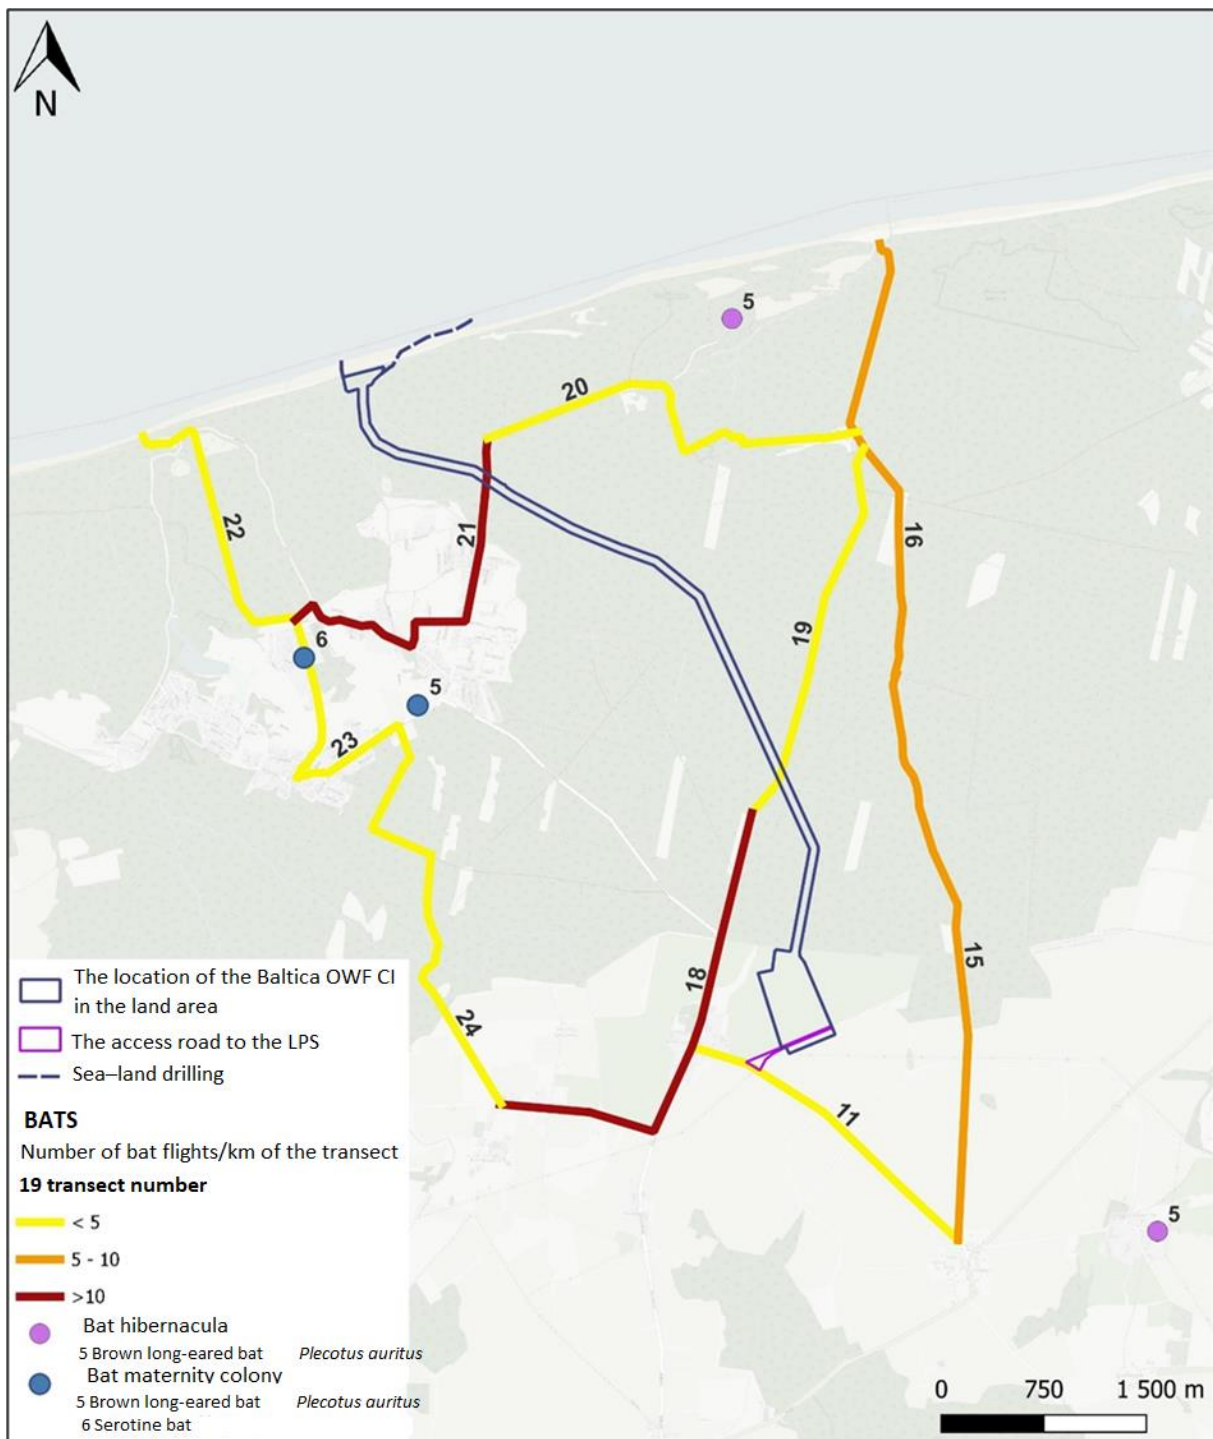 N
5
20
22
21
16
6
19
5
23
18
15
24
11
5
The location of the Baltica OWF CI
in the land area
The access road to the LPS
Sea–land drilling
BATS
Number of bat flights/km of the transect
19 transect number
< 5
5 - 10
>10
Bat hibernacula
5 Brown long-eared bat Plecotus auritus
Bat maternity colony
5 Brown long-eared bat Plecotus auritus
6 Serotine bat
0 750 1 500 m